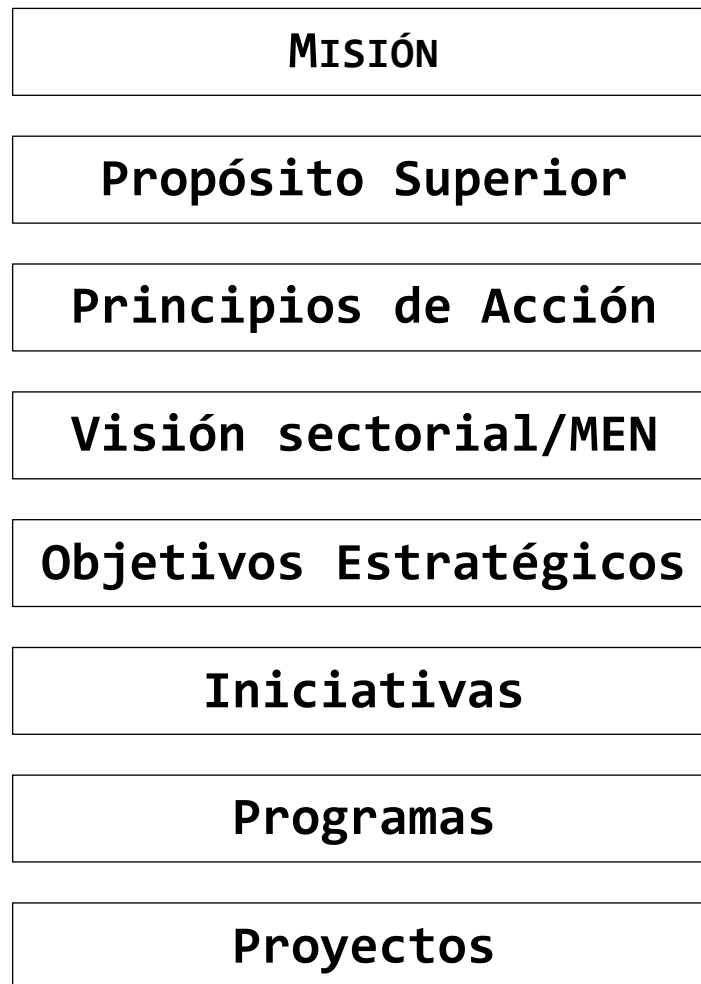 MISIÓN
Propósito Superior
Principios de Acción
Visión sectorial/MEN
Objetivos Estratégicos
Iniciativas
Programas
Proyectos